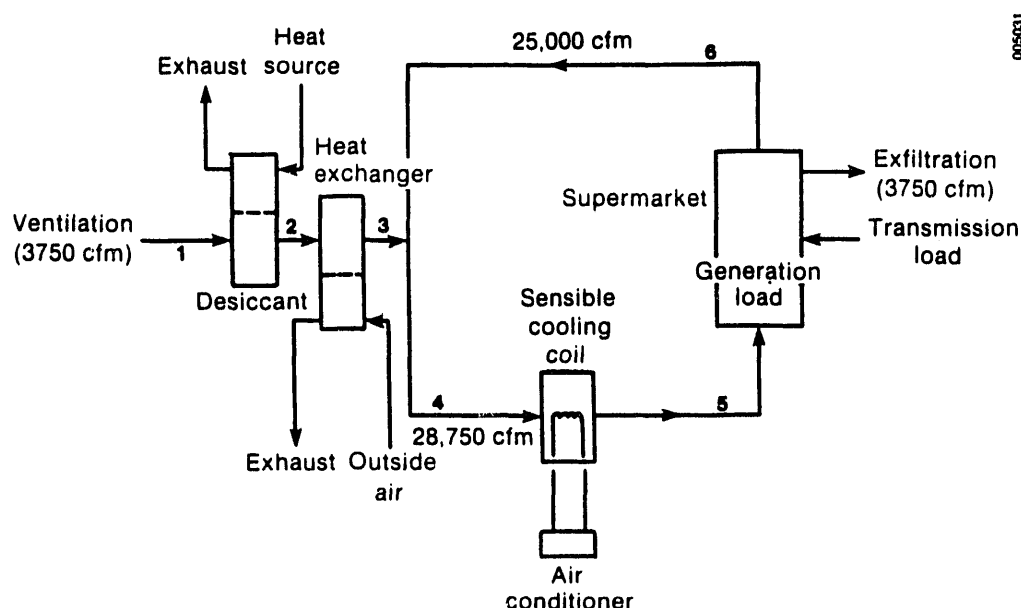 005031
25,000 cfm
6
Heat
Exhaust source
Heat
exchanger
Ventilation
(3750 cfm)
1
2
3
Desiccant
Supermarket
Exfiltration
(3750 cfm)
Transmission
load
Generation
load
Sensible
cooling
coil
4
28,750 cfm
5
Exhaust Outside
air
Air
conditioner